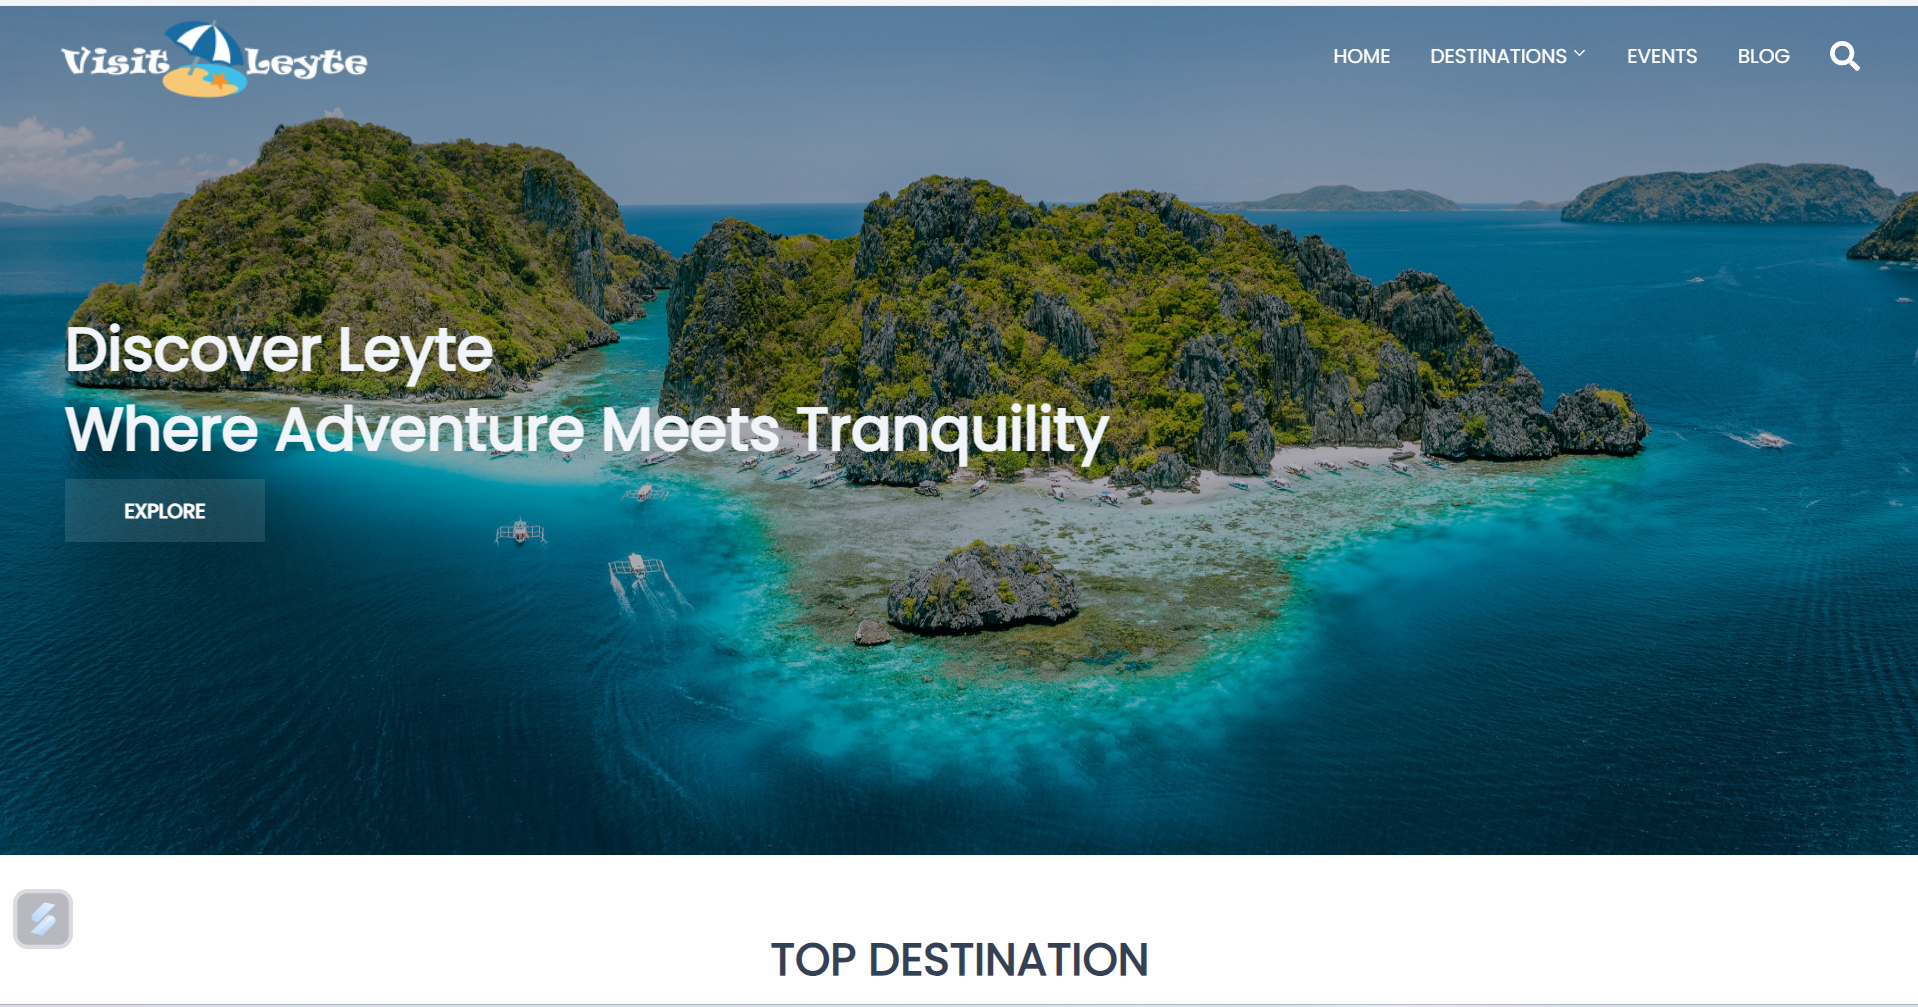 Visit Leyte
HOME DESTINATIONS EVENTS BLOG
Discover Leyte
Where Adventure Meets Tranquility
EXPLORE
TOP DESTINATION